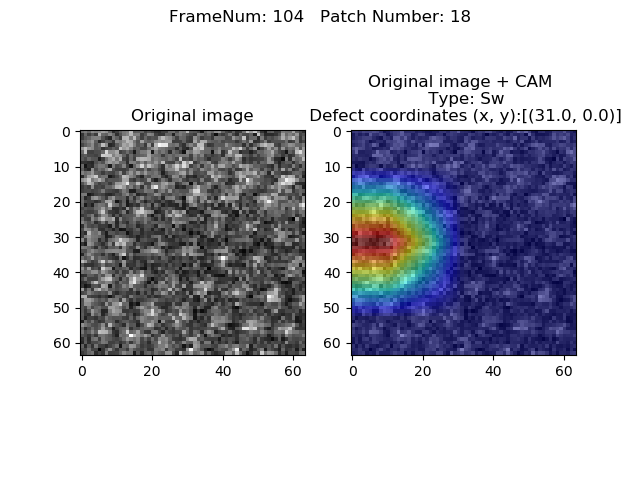 FrameNum: 104   Patch Number: 18
Original image
Original image + CAM
Type: Sw
Defect coordinates (x, y):[(31.0, 0.0)]
0
10
20
30
40
50
60
0 20 40 60
0
10
20
30
40
50
60
0 20 40 60